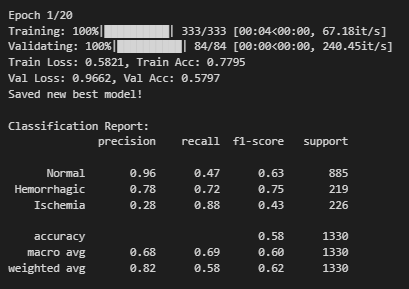 Epoch 1/20
Training: 100%|██████████| 333/333 [00:04<00:00, 67.18it/s]
Validating: 100%|██████████| 84/84 [00:00<00:00, 240.45it/s]
Train Loss: 0.5821, Train Acc: 0.7795
Val Loss: 0.9662, Val Acc: 0.5797
Saved new best model!
Classification Report:
precision recall f1-score support
Normal 0.96 0.47 0.63 885
Hemorrhagic 0.78 0.72 0.75 219
Ischemia 0.28 0.88 0.43 226
accuracy 0.58 1330
macro avg 0.68 0.69 0.60 1330
weighted avg 0.82 0.58 0.62 1330